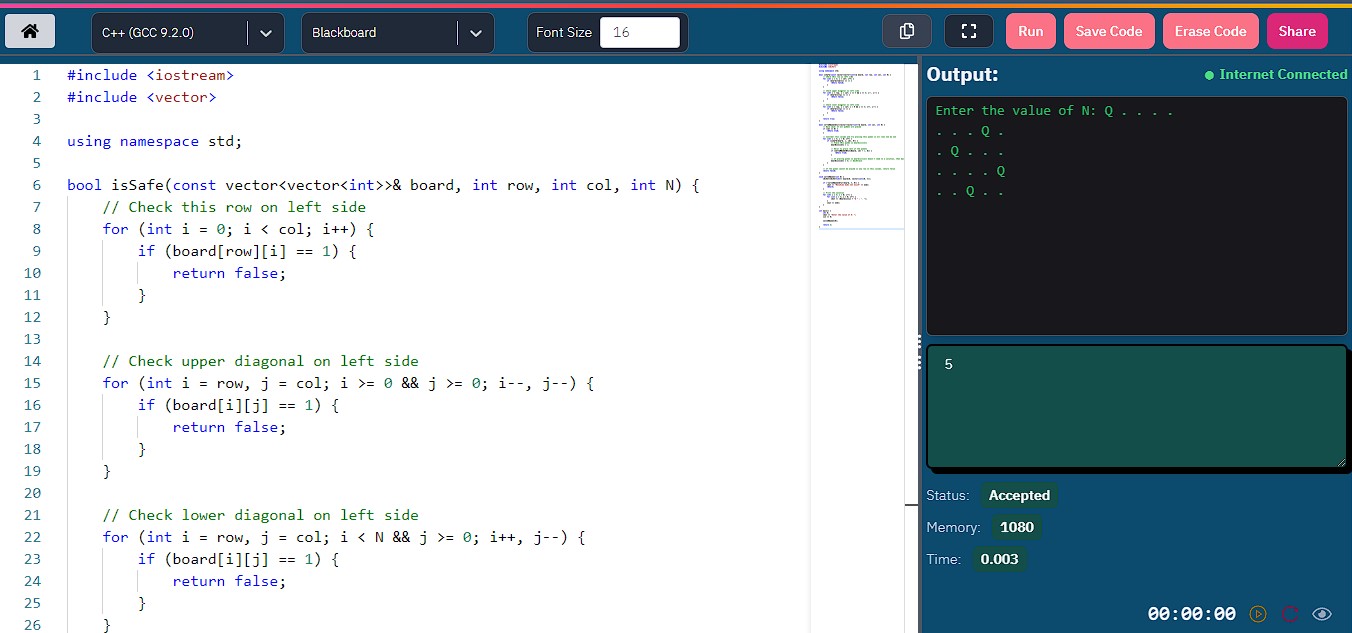 C++ (GCC 9.2.0)
Blackboard
Font Size 16
Run
Save Code
Erase Code
Share
1 #include <iostream>
2 #include <vector>
3
4 using namespace std;
5
6 bool isSafe(const vector<vector<int>>& board, int row, int col, int N) {
7     // Check this row on left side
8     for (int i = 0; i < col; i++) {
9         if (board[row][i] == 1) {
10             return false;
11         }
12     }
13
14     // Check upper diagonal on left side
15     for (int i = row, j = col; i >= 0 && j >= 0; i--, j--) {
16         if (board[i][j] == 1) {
17             return false;
18         }
19     }
20
21     // Check lower diagonal on left side
22     for (int i = row, j = col; i < N && j >= 0; i++, j--) {
23         if (board[i][j] == 1) {
24             return false;
25         }
26     }
Output:
Internet Connected
Enter the value of N: Q . . . .
. . . Q .
. Q . . .
. . . . Q
. . Q . .
5
Status: Accepted
Memory: 1080
Time: 0.003
00:00:00